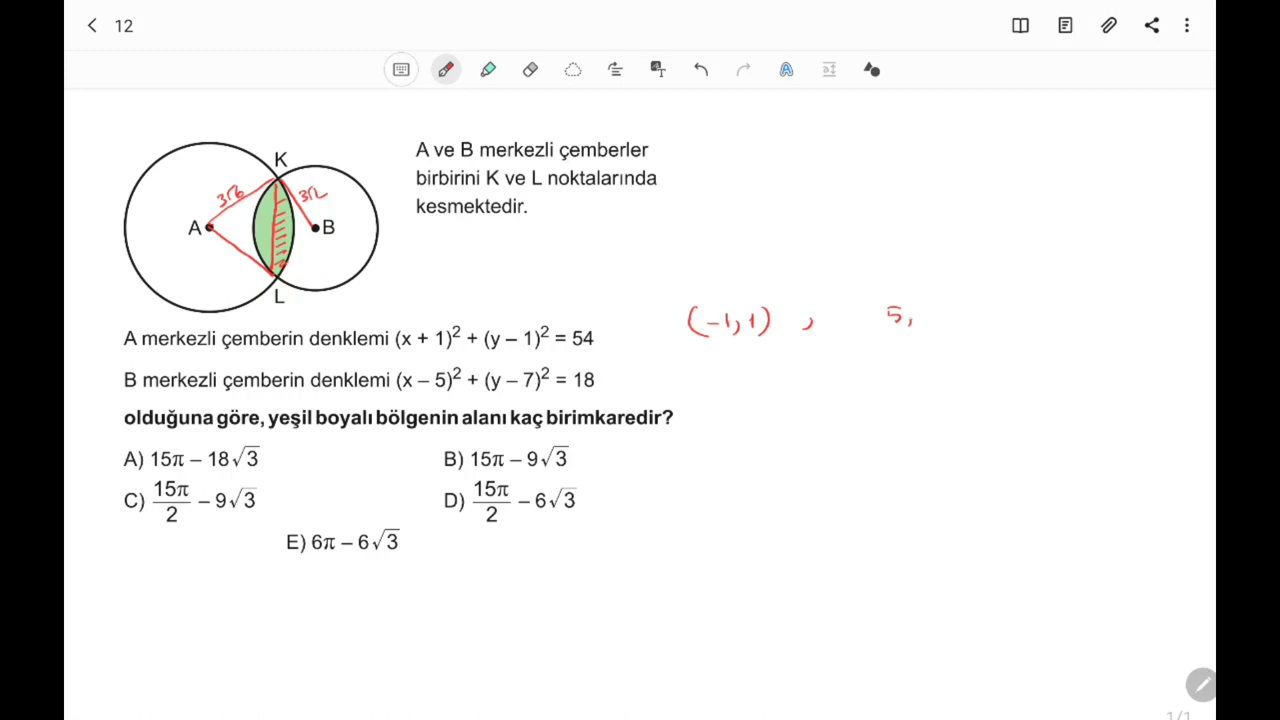 12
K
3√6
3√2
A
B
L
A ve B merkezli çemberler
birbirini K ve L noktalarında
kesmektedir.
(-1,1) , 5,
A merkezli çemberin denklemi (x + 1)² + (y – 1)² = 54
B merkezli çemberin denklemi (x – 5)² + (y – 7)² = 18
olduğuna göre, yeşil boyalı bölgenin alanı kaç birimkaredir?
A) 15π – 18√3 B) 15π – 9√3
C) 15π/2 – 9√3 D) 15π/2 – 6√3
E) 6π – 6√3
1/1